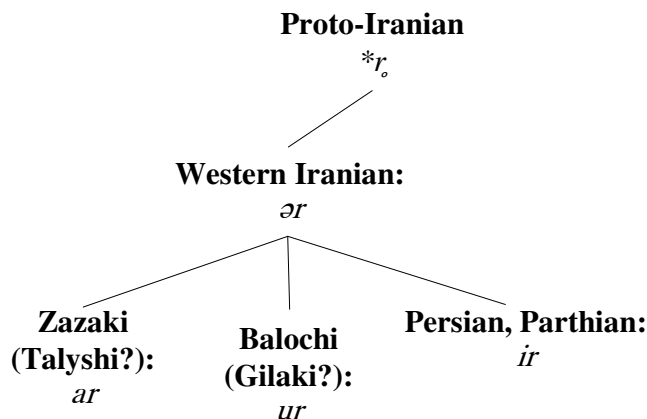 Proto-Iranian
*r̥
Western Iranian:
ər
Zazaki
(Talyshi?):
ar
Balochi
(Gilaki?):
ur
Persian, Parthian:
ir